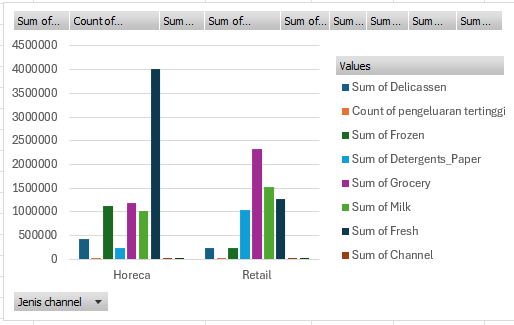 Sum of...
Count of...
Sum...
Sum of...
Sum of...
Sum...
Sum...
Sum...
Sum...
4500000
4000000
3500000
3000000
2500000
2000000
1500000
1000000
500000
0
Horeca
Retail
Values
Sum of Delicassen
Count of pengeluaran tertinggi
Sum of Frozen
Sum of Detergents_Paper
Sum of Grocery
Sum of Milk
Sum of Fresh
Sum of Channel
Jenis channel